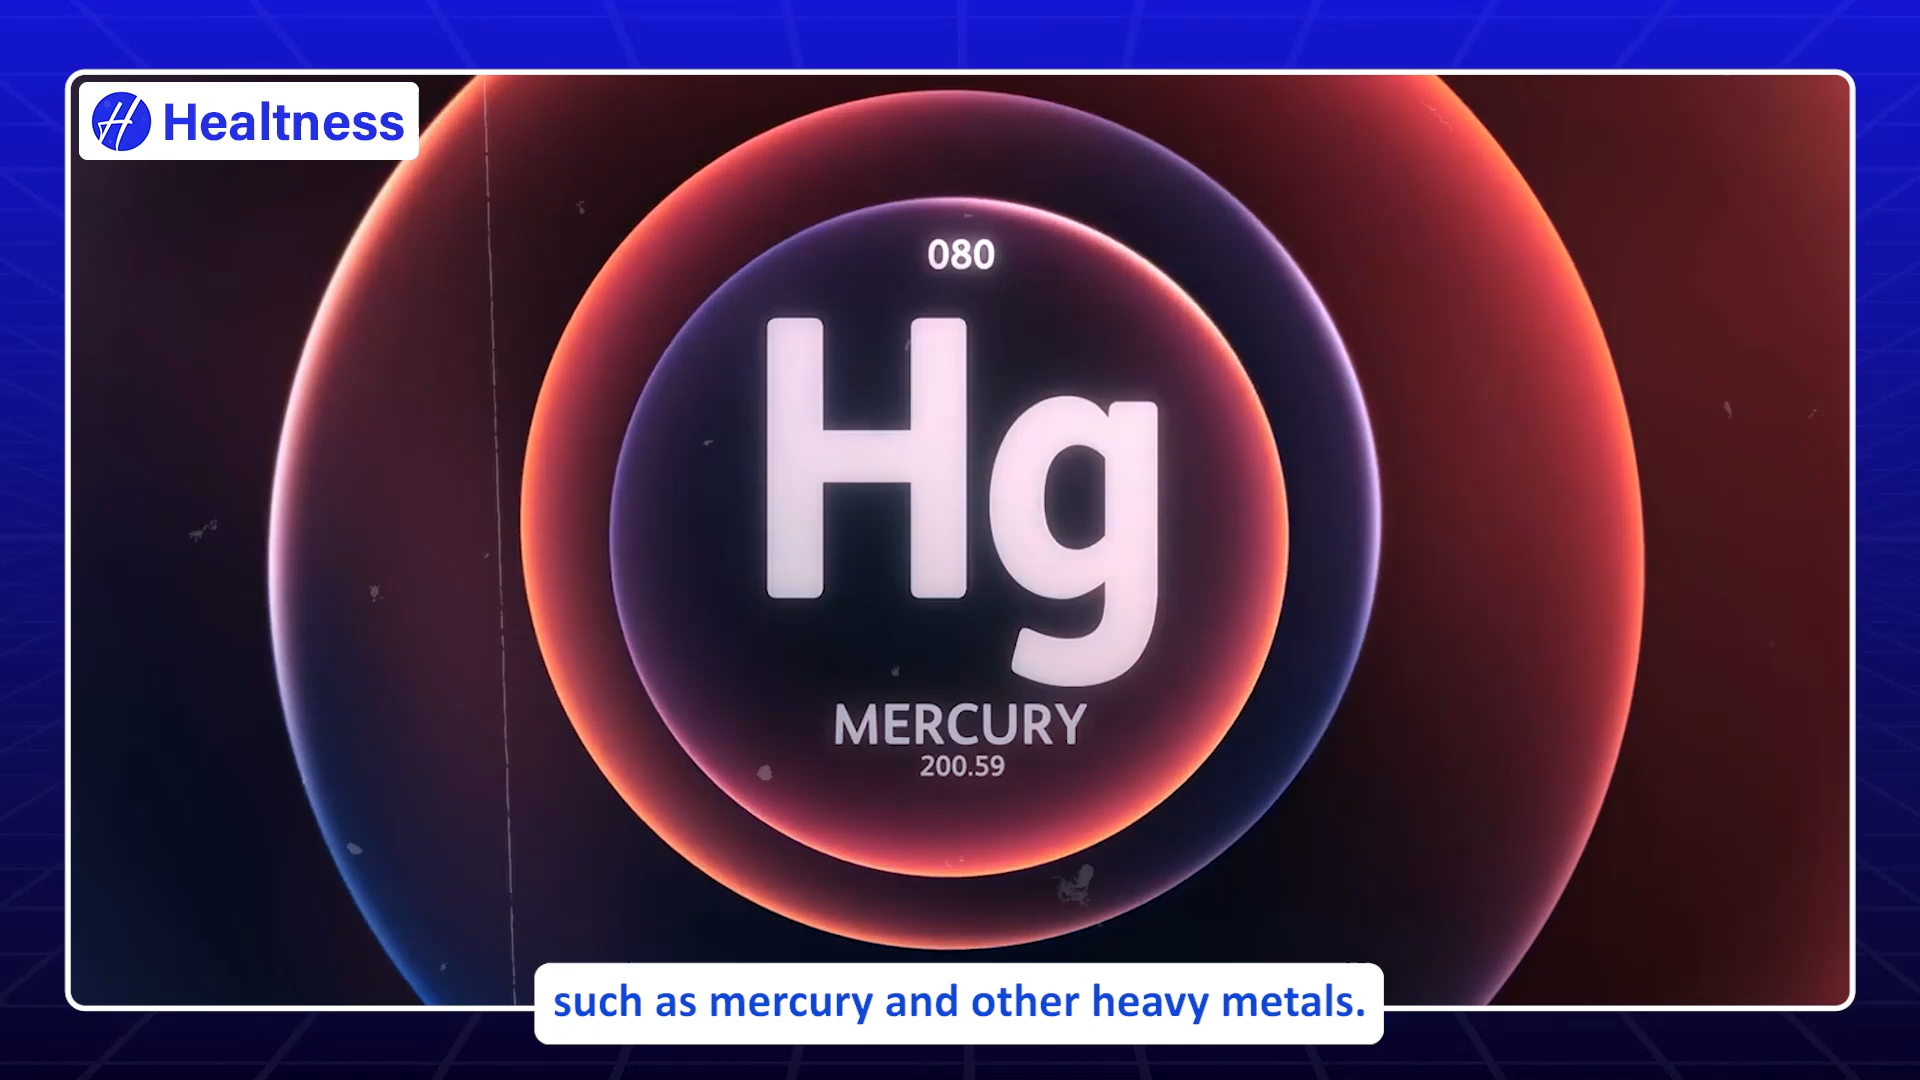 Healtness
080
Hg
MERCURY
200.59
such as mercury and other heavy metals.